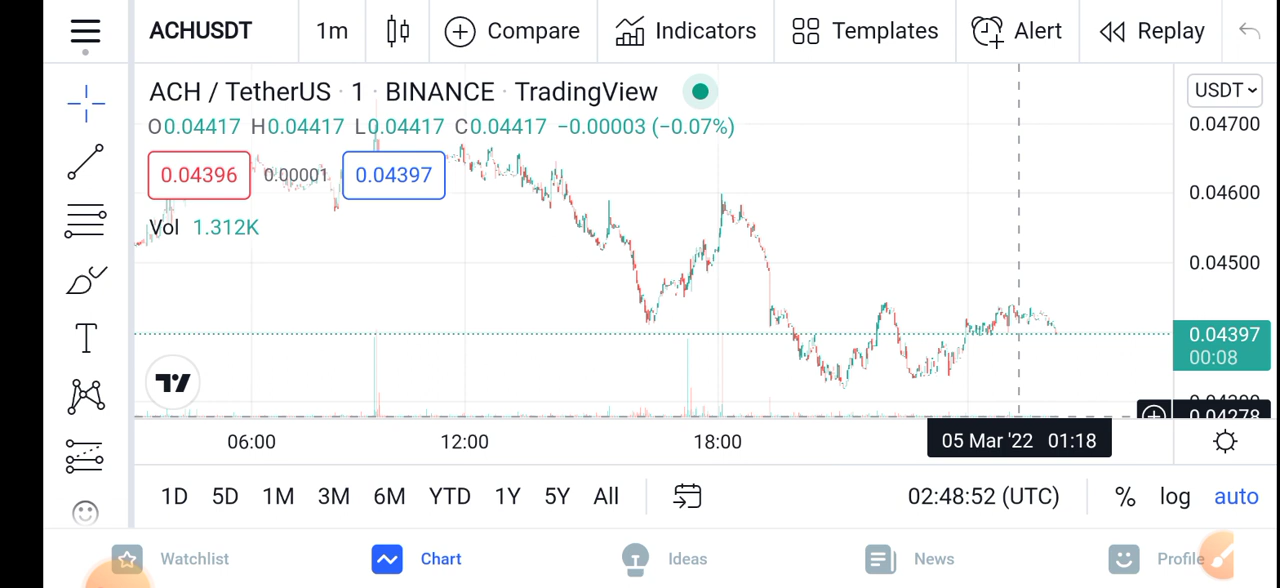 ACHUSDT 1m Compare Indicators Templates Alert Replay
ACH / TetherUS · 1 · BINANCE · TradingView
USDT
O0.04417 H0.04417 L0.04417 C0.04417 −0.00003 (−0.07%)
0.04700
0.04396 0.00001 0.04397
0.04600
Vol 1.312K
0.04500
0.04397
00:08
0.04278
06:00 12:00 18:00 05 Mar '22 01:18
1D 5D 1M 3M 6M YTD 1Y 5Y All 02:48:52 (UTC) % log auto
Watchlist Chart Ideas News Profile